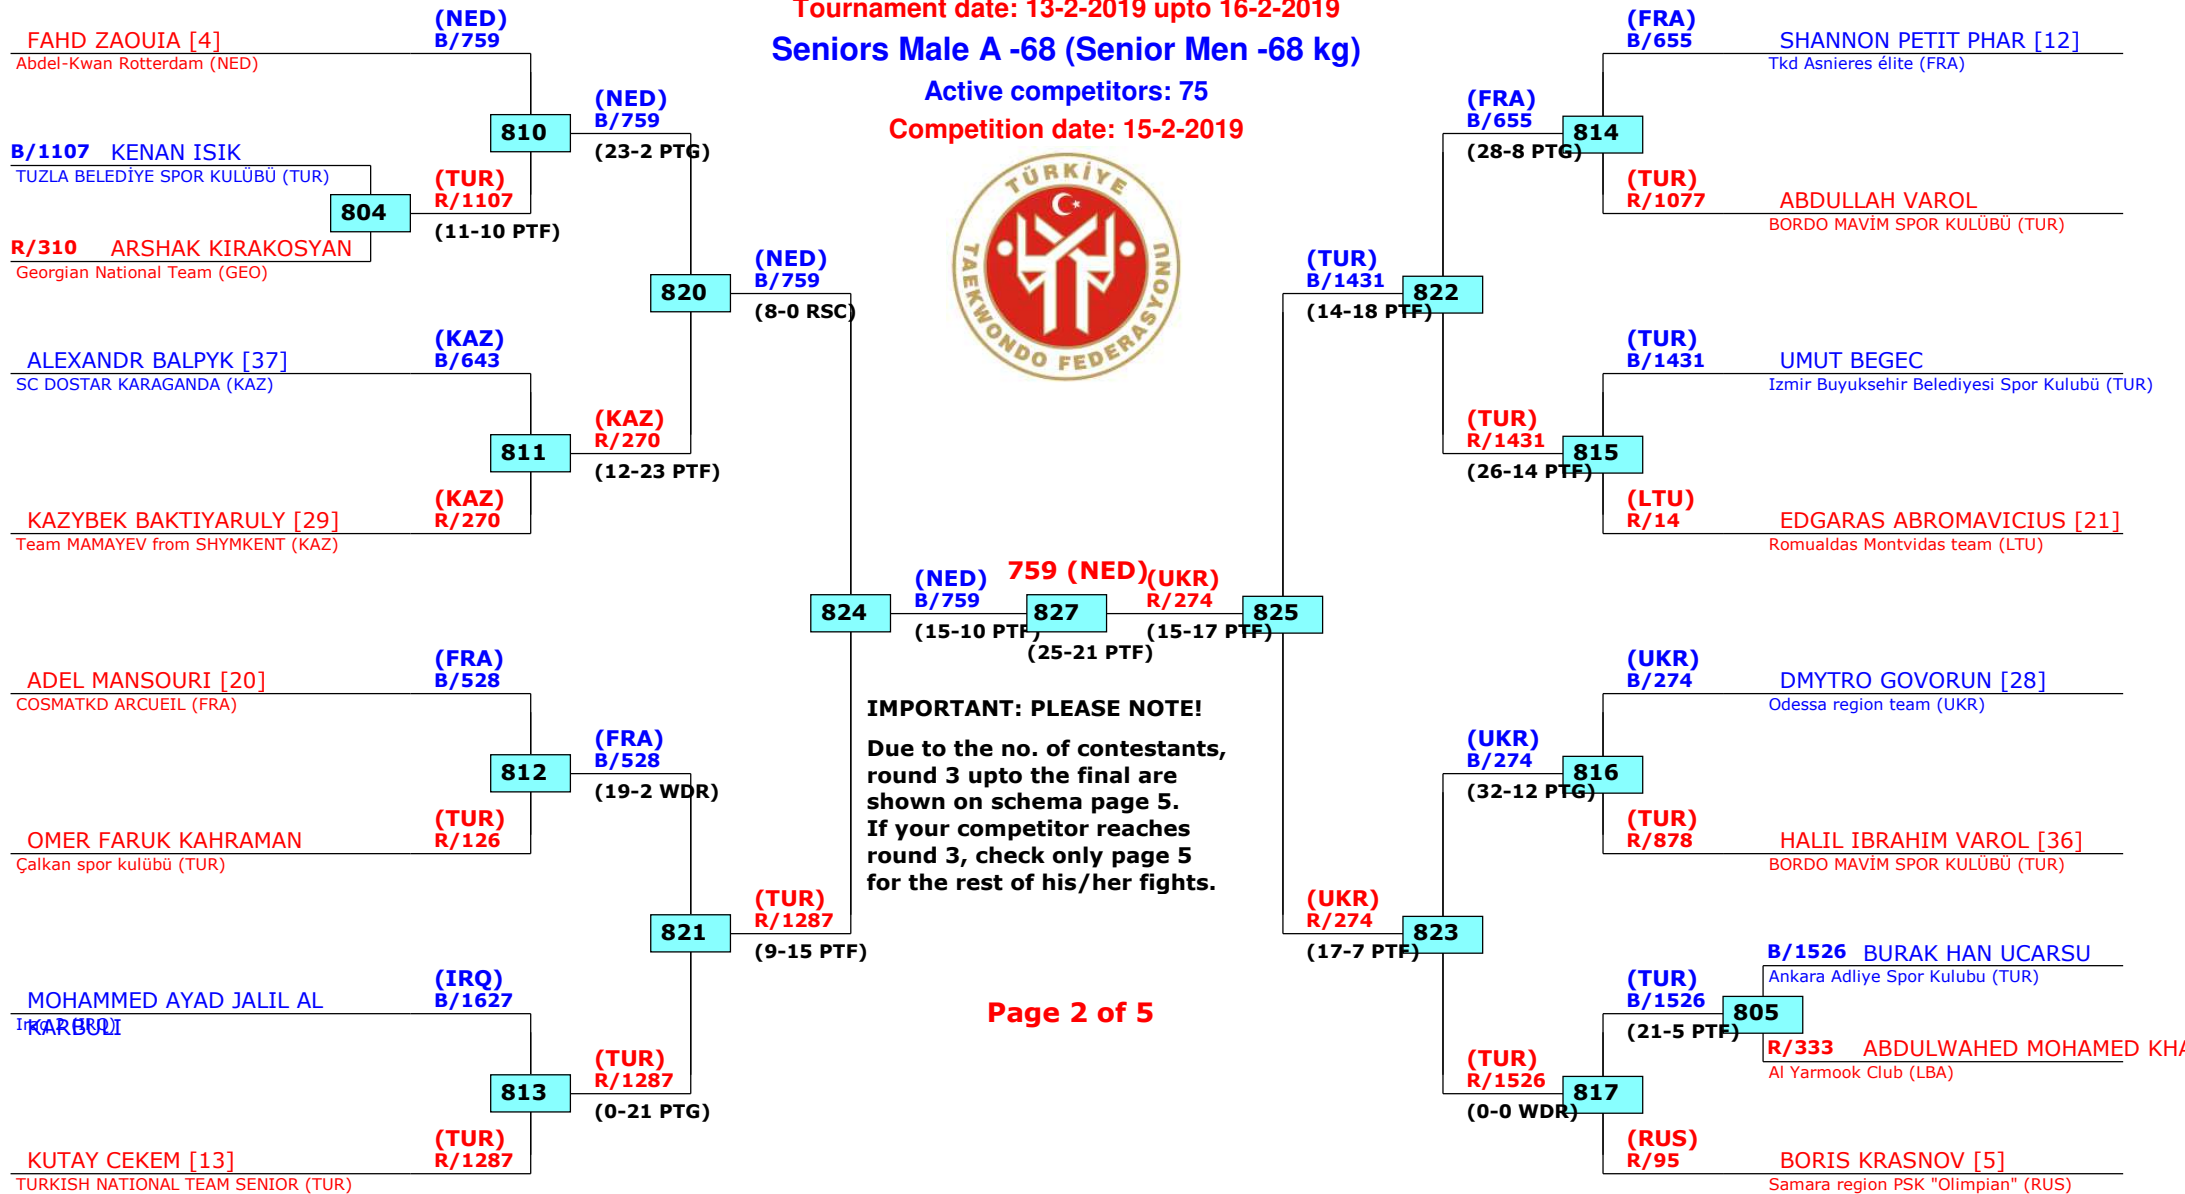 Tournament date: 13-2-2019 upto 16-2-2019
Seniors Male A -68 (Senior Men -68 kg)
Active competitors: 75
Competition date: 15-2-2019
TÜRKİYE
TAEKWONDO FEDERASYONU
FAHD ZAOUIA [4]
Abdel-Kwan Rotterdam (NED)
(NED)
B/759
B/1107 KENAN ISIK
TUZLA BELEDİYE SPOR KULÜBÜ (TUR)
804
R/310 ARSHAK KIRAKOSYAN
Georgian National Team (GEO)
(TUR)
R/1107
(11-10 PTF)
810
(NED)
B/759
(23-2 PTG)
ALEXANDR BALPYK [37]
SC DOSTAR KARAGANDA (KAZ)
(KAZ)
B/643
811
KAZYBEK BAKTIYARULY [29]
Team MAMAYEV from SHYMKENT (KAZ)
(KAZ)
R/270
(KAZ)
R/270
(12-23 PTF)
820
(NED)
B/759
(8-0 RSC)
ADEL MANSOURI [20]
COSMATKD ARCUEIL (FRA)
(FRA)
B/528
812
OMER FARUK KAHRAMAN
Çalkan spor kulübü (TUR)
(TUR)
R/126
(FRA)
B/528
(19-2 WDR)
821
MOHAMMED AYAD JALIL AL
KARBULI
Iraq 2 (IRQ)
(IRQ)
B/1627
813
KUTAY CEKEM [13]
TURKISH NATIONAL TEAM SENIOR (TUR)
(TUR)
R/1287
(TUR)
R/1287
(0-21 PTG)
(TUR)
R/1287
(9-15 PTF)
824
(NED)
B/759
(15-10 PTF)
759 (NED)
827
(25-21 PTF)
(UKR)
R/274
(15-17 PTF)
825
IMPORTANT: PLEASE NOTE!
Due to the no. of contestants,
round 3 upto the final are
shown on schema page 5.
If your competitor reaches
round 3, check only page 5
for the rest of his/her fights.
Page 2 of 5
(FRA)
B/655
SHANNON PETIT PHAR [12]
Tkd Asnieres élite (FRA)
(FRA)
B/655
(28-8 PTG)
814
(TUR)
R/1077
ABDULLAH VAROL
BORDO MAVİM SPOR KULÜBÜ (TUR)
(TUR)
B/1431
(14-18 PTF)
822
(TUR)
B/1431
UMUT BEGEC
Izmir Buyuksehir Belediyesi Spor Kulubü (TUR)
(TUR)
R/1431
(26-14 PTF)
815
(LTU)
R/14
EDGARAS ABROMAVICIUS [21]
Romualdas Montvidas team (LTU)
(UKR)
B/274
DMYTRO GOVORUN [28]
Odessa region team (UKR)
(UKR)
B/274
(32-12 PTG)
816
(TUR)
R/878
HALIL IBRAHIM VAROL [36]
BORDO MAVİM SPOR KULÜBÜ (TUR)
(UKR)
R/274
(17-7 PTF)
823
B/1526 BURAK HAN UCARSU
Ankara Adliye Spor Kulubu (TUR)
(TUR)
B/1526
(21-5 PTF)
805
R/333 ABDULWAHED MOHAMED KHA
Al Yarmook Club (LBA)
(TUR)
R/1526
(0-0 WDR)
817
(RUS)
R/95
BORIS KRASNOV [5]
Samara region PSK "Olimpian" (RUS)